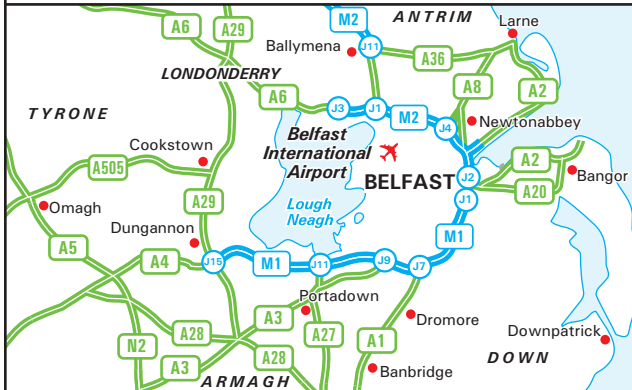 ANTRIM
Larne
A6
A29
M2
Ballymena
J11
A36
LONDONDERRY
A8
A2
A6
J3
J1
M2
J4
Newtonabbey
TYRONE
Belfast
International
Airport
Cookstown
A505
BELFAST
J2
J1
A2
A20
Bangor
A29
Omagh
Lough
Neagh
Dungannon
M1
A5
A4
J15
M1
J11
J9
J7
Portadown
A3
Dromore
N2
A28
A27
A1
Downpatrick
A3
A28
Banbridge
DOWN
ARMAGH